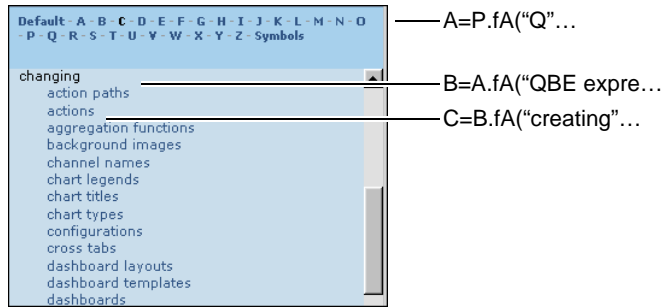 Default - A - B - C - D - E - F - G - H - I - J - K - L - M - N - O
- P - Q - R - S - T - U - V - W - X - Y - Z - Symbols
A=P.fA(“Q”…
changing
B=A.fA(“QBE expre…
action paths
C=B.fA(“creating”…
actions
aggregation functions
background images
channel names
chart legends
chart titles
chart types
configurations
cross tabs
dashboard layouts
dashboard templates
dashboards